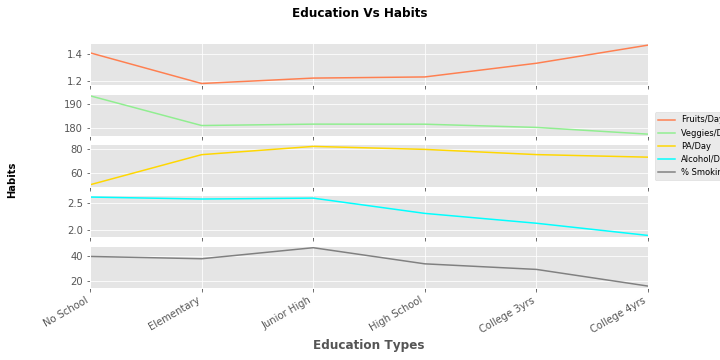 Education Vs Habits
1.4
1.2
190
180
80
60
2.5
2.0
40
20
Habits
Fruits/Day
Veggies/D
PA/Day
Alcohol/D
% Smokin
No School
Elementary
Junior High
High School
College 3yrs
College 4yrs
Education Types